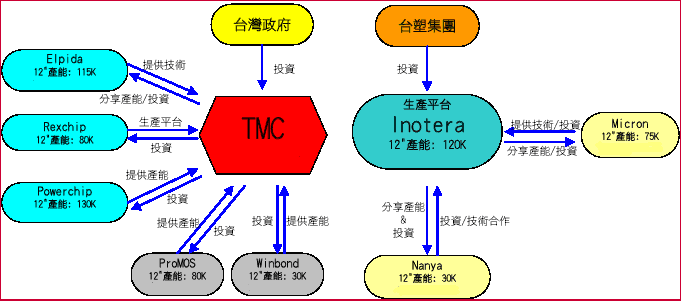 台灣政府
台塑集團
Elpida
12"產能: 115K
提供技術
投資
投資
分享產能/投資
生產平台
Inotera
12"產能: 120K
Rexchip
12"產能: 80K
生產平台
投資
TMC
提供技術/投資
分享產能/投資
Micron
12"產能: 75K
Powerchip
12"產能: 130K
提供產能
投資
提供產能
投資
投資
提供產能
分享產能
&
投資
投資/技術合作
ProMOS
12"產能: 80K
Winbond
12"產能: 30K
Nanya
12"產能: 30K